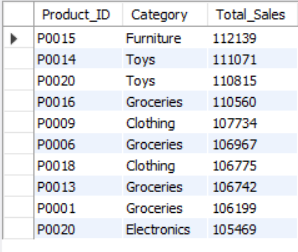 Product_ID Category Total_Sales
P0015 Furniture 112139
P0014 Toys 111071
P0020 Toys 110815
P0016 Groceries 110560
P0009 Clothing 107734
P0006 Groceries 106967
P0018 Clothing 106775
P0013 Groceries 106742
P0001 Groceries 106199
P0020 Electronics 105469